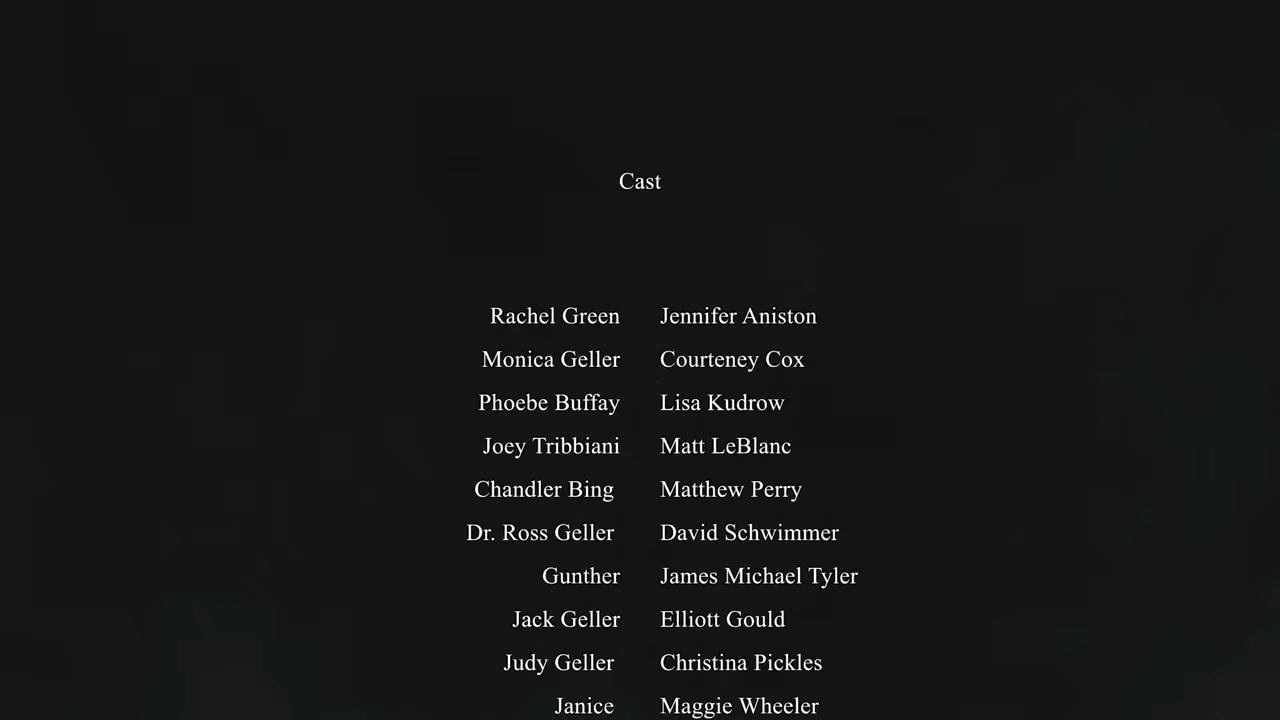 Cast
Rachel Green Jennifer Aniston
Monica Geller Courteney Cox
Phoebe Buffay Lisa Kudrow
Joey Tribbiani Matt LeBlanc
Chandler Bing Matthew Perry
Dr. Ross Geller David Schwimmer
Gunther James Michael Tyler
Jack Geller Elliott Gould
Judy Geller Christina Pickles
Janice Maggie Wheeler